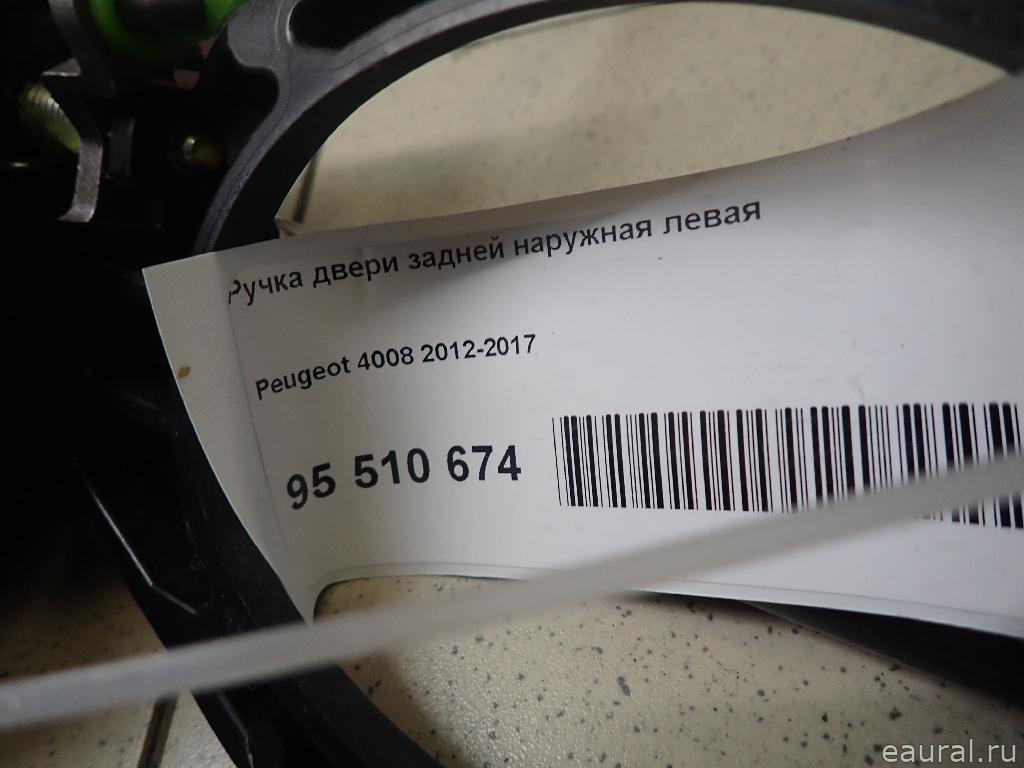 Ручка двери задней наружная левая
Peugeot 4008 2012-2017
95 510 674
eaural.ru